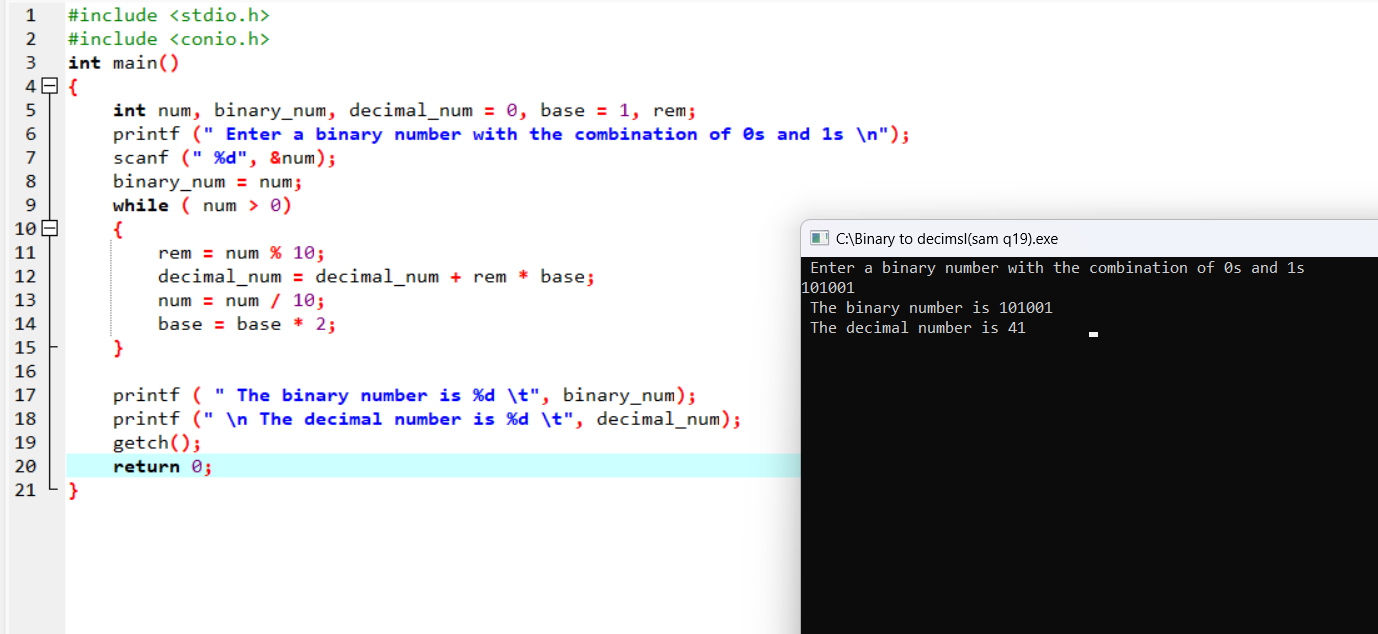 1 #include <stdio.h>
2 #include <conio.h>
3 int main()
4 {
5 int num, binary_num, decimal_num = 0, base = 1, rem;
6 printf (" Enter a binary number with the combination of 0s and 1s \n");
7 scanf (" %d", &num);
8 binary_num = num;
9 while ( num > 0)
10 {
11 rem = num % 10;
12 decimal_num = decimal_num + rem * base;
13 num = num / 10;
14 base = base * 2;
15 }
16
17 printf ( " The binary number is %d \t", binary_num);
18 printf (" \n The decimal number is %d \t", decimal_num);
19 getch();
20 return 0;
21 }
C:\Binary to decimsl(sam q19).exe
Enter a binary number with the combination of 0s and 1s
101001
The binary number is 101001
The decimal number is 41